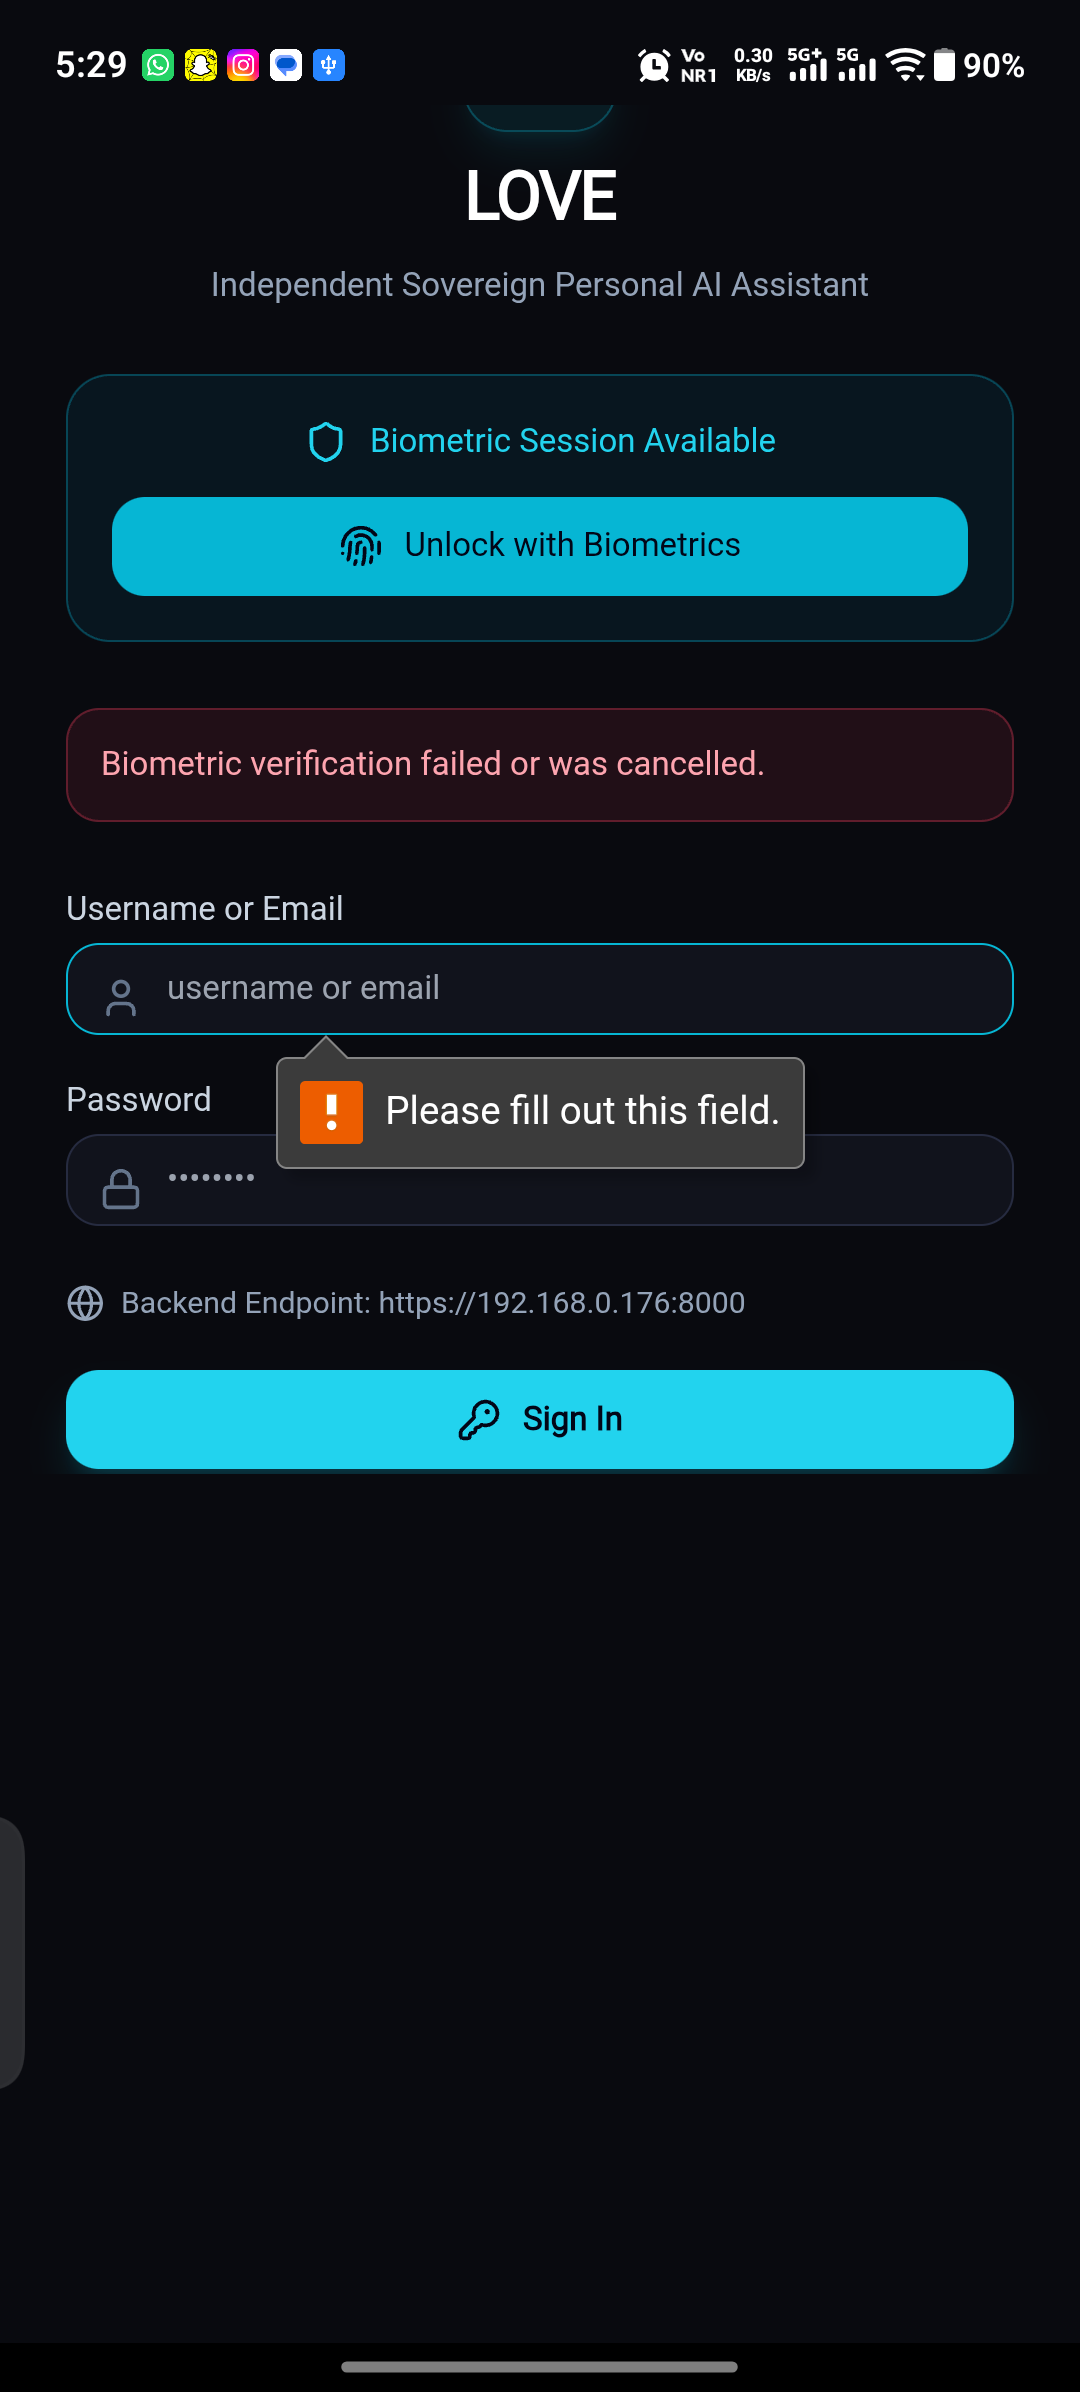 5:29
Vo NR1
0.30 KB/s
5G+
5G
90%
LOVE
Independent Sovereign Personal AI Assistant
Biometric Session Available
Unlock with Biometrics
Biometric verification failed or was cancelled.
Username or Email
username or email
Please fill out this field.
Password
••••••••
Backend Endpoint: https://192.168.0.176:8000
Sign In